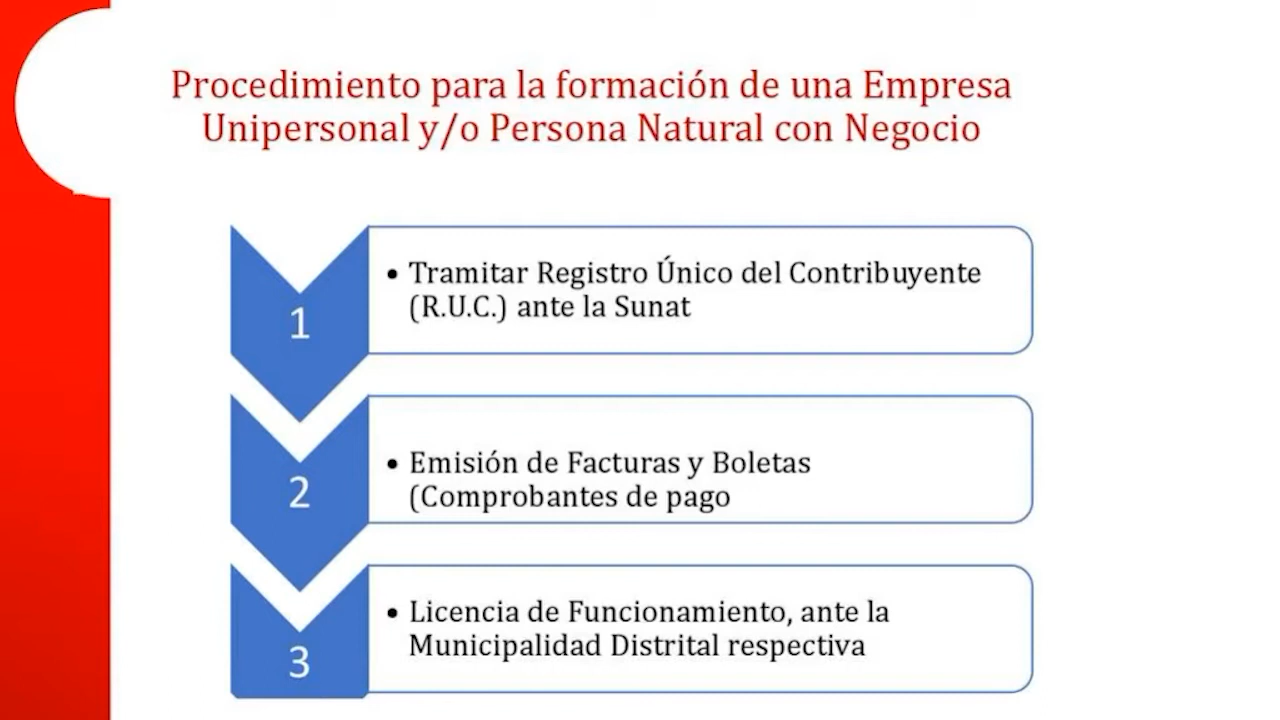 Procedimiento para la formación de una Empresa
Unipersonal y/o Persona Natural con Negocio
1
• Tramitar Registro Único del Contribuyente
(R.U.C.) ante la Sunat
2
• Emisión de Facturas y Boletas
(Comprobantes de pago
3
• Licencia de Funcionamiento, ante la
Municipalidad Distrital respectiva